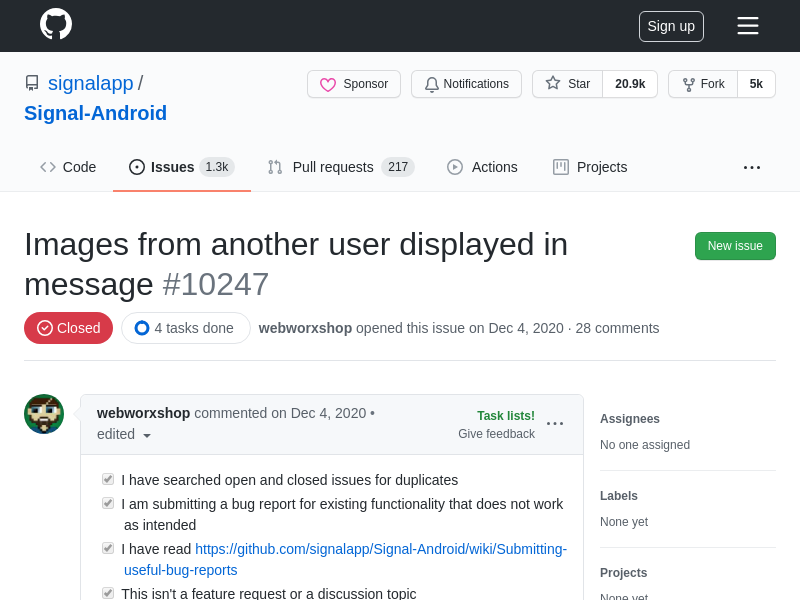 Sign up
signalapp /
Signal-Android
Sponsor
Notifications
Star 20.9k
Fork 5k
Code
Issues 1.3k
Pull requests 217
Actions
Projects
Images from another user displayed in
message #10247
New issue
Closed
4 tasks done
webworxshop opened this issue on Dec 4, 2020 · 28 comments
webworxshop commented on Dec 4, 2020 •
edited
Task lists!
Give feedback
I have searched open and closed issues for duplicates
I am submitting a bug report for existing functionality that does not work
as intended
I have read https://github.com/signalapp/Signal-Android/wiki/Submitting-
useful-bug-reports
This isn't a feature request or a discussion topic
Assignees
No one assigned
Labels
None yet
Projects
None yet